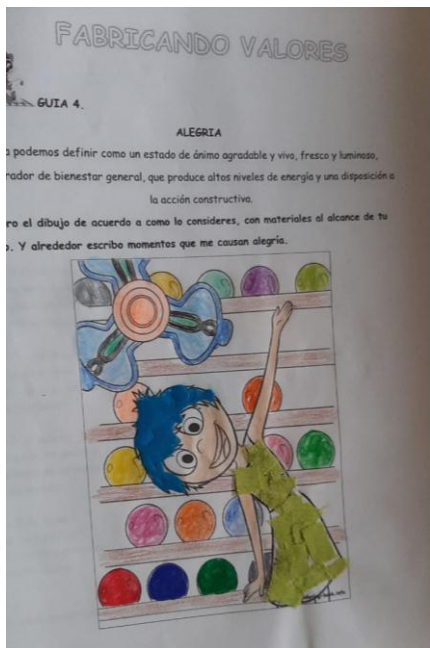 FABRICANDO VALORES
GUIA 4.
ALEGRIA
podemos definir como un estado de ánimo agradable y vivo, fresco y luminoso,
rador de bienestar general, que produce altos niveles de energía y una disposición a
la acción constructiva.
ro el dibujo de acuerdo a como lo consideres, con materiales al alcance de tu
o. Y alrededor escribo momentos que me causan alegría.